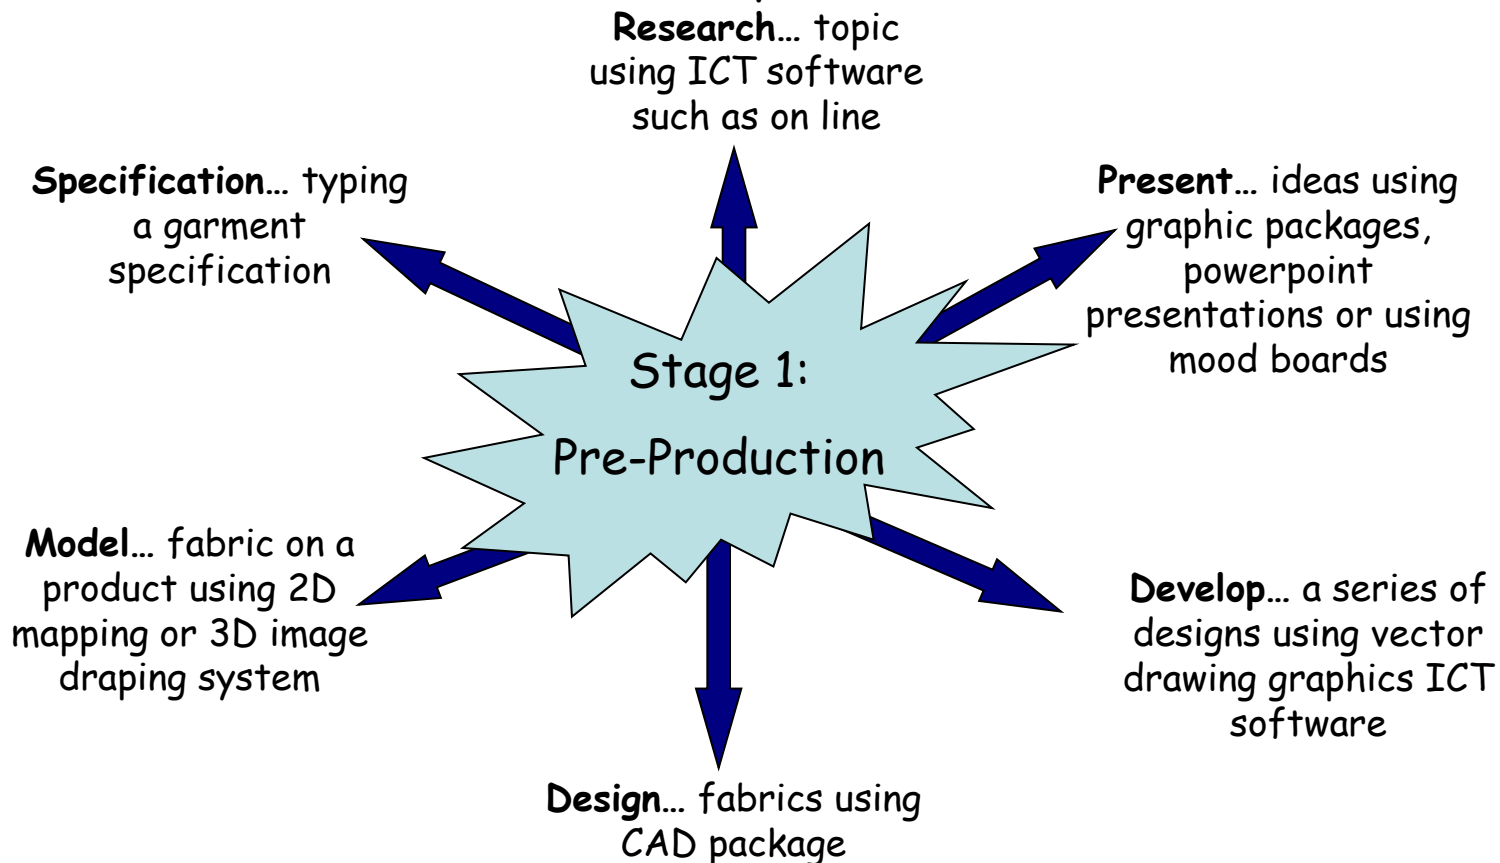 Research… topic
using ICT software
such as on line
Specification… typing
a garment
specification
Present… ideas using
graphic packages,
powerpoint
presentations or using
mood boards
Stage 1:
Pre-Production
Model… fabric on a
product using 2D
mapping or 3D image
draping system
Develop… a series of
designs using vector
drawing graphics ICT
software
Design… fabrics using
CAD package